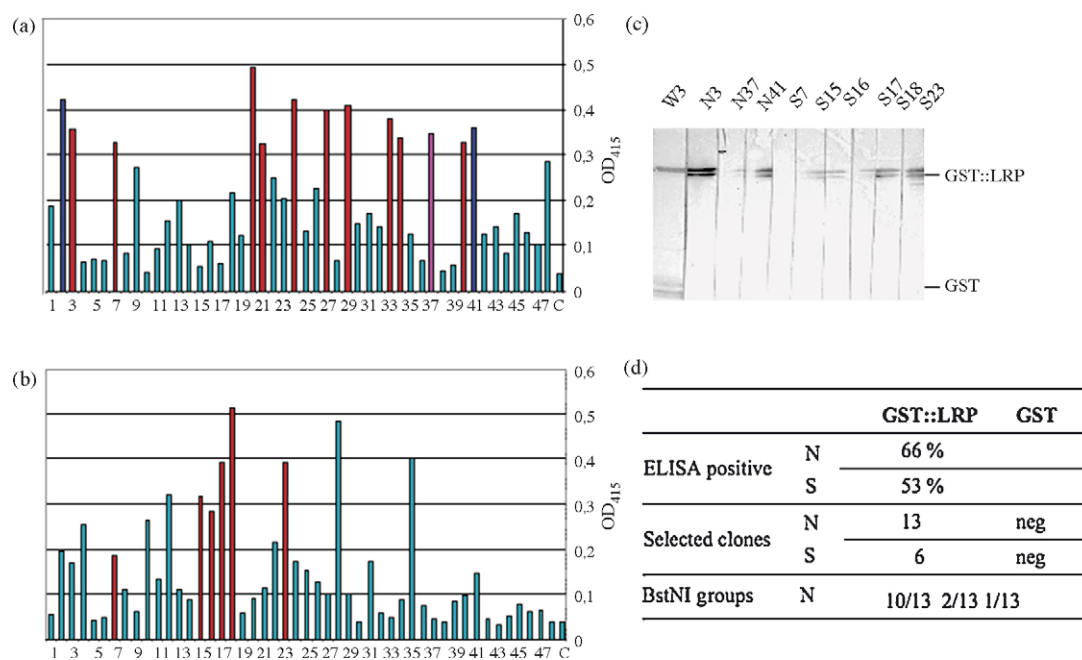 (a)
0,6
0,5
0,4
0,3
0,2
0,1
0
OD415
1 3 5 7 9 11 13 15 17 19 21 23 25 27 29 31 33 35 37 39 41 43 45 47 C
(b)
0,6
0,5
0,4
0,3
0,2
0,1
0
OD415
1 3 5 7 9 11 13 15 17 19 21 23 25 27 29 31 33 35 37 39 41 43 45 47 C
(c)
W3 N3 N37 N41 S7 S15 S16 S17 S18 S23
GST::LRP
GST
(d)
GST::LRP GST
ELISA positive N 66 %
S 53 %
Selected clones N 13 neg
S 6 neg
BstNI groups N 10/13 2/13 1/13